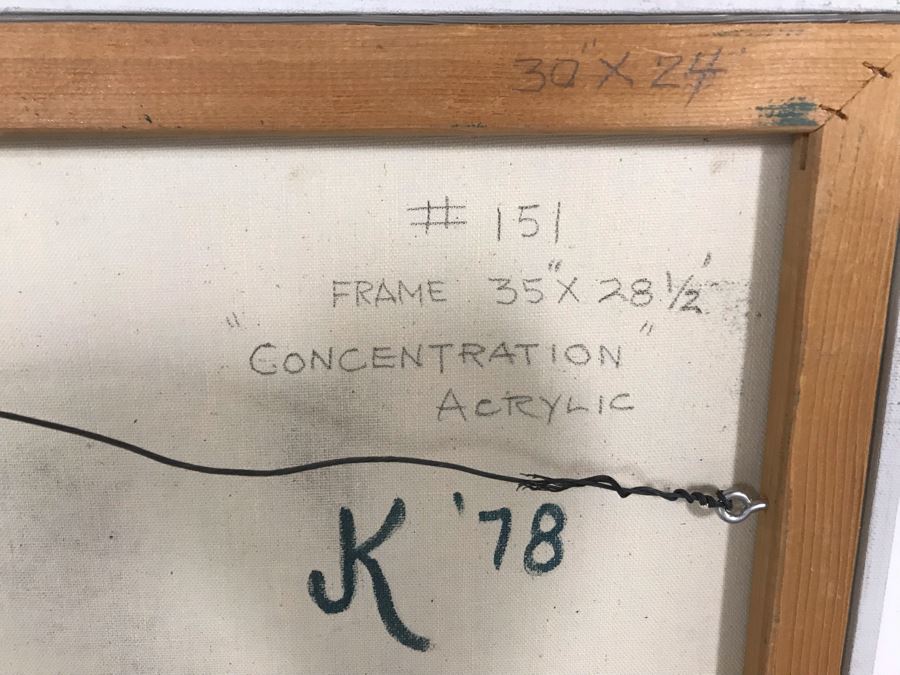 30" X 24'
# 151
FRAME 35" X 28 1/2'
"CONCENTRATION"
ACRYLIC
JK '78